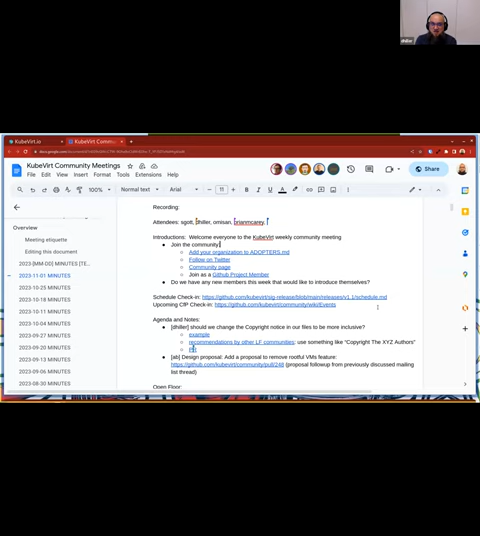 dhiller
KubeVirt.io
KubeVirt Comm
KubeVirt Community Meetings
File Edit View Insert Format Tools Extensions Help
Share
100% Normal text Arial 11
Recording:
Attendees: sgott, dhiller, omisan, brianmcarey,
Overview
Meeting etiquette
Editing this document
2023-[MM-DD] MINUTES [TE...
2023-11-01 MINUTES
2023-10-25 MINUTES
2023-10-18 MINUTES
2023-10-11 MINUTES
2023-10-04 MINUTES
2023-09-27 MINUTES
2023-09-20 MINUTES
2023-09-13 MINUTES
2023-09-06 MINUTES
2023-08-30 MINUTES
Introductions: Welcome everyone to the KubeVirt weekly community meeting
Join the community
Add your organization to ADOPTERS.md
Follow on Twitter
Community page
Join as a Github Project Member
Do we have any new members this week that would like to introduce themselves?
Schedule Check-in: https://github.com/kubevirt/sig-release/blob/main/releases/v1.1/schedule.md
Upcoming CfP Check-in: https://github.com/kubevirt/community/wiki/Events
Agenda and Notes:
[dhiller] should we change the Copyright notice in our files to be more inclusive?
example
recommendations by other LF communities; use something like "Copyright The XYZ Authors"
[ab] Design proposal: Add a proposal to remove rootful VMs feature:
https://github.com/kubevirt/community/pull/248 (proposal followup from previously discussed mailing
list thread)
Open Floor: